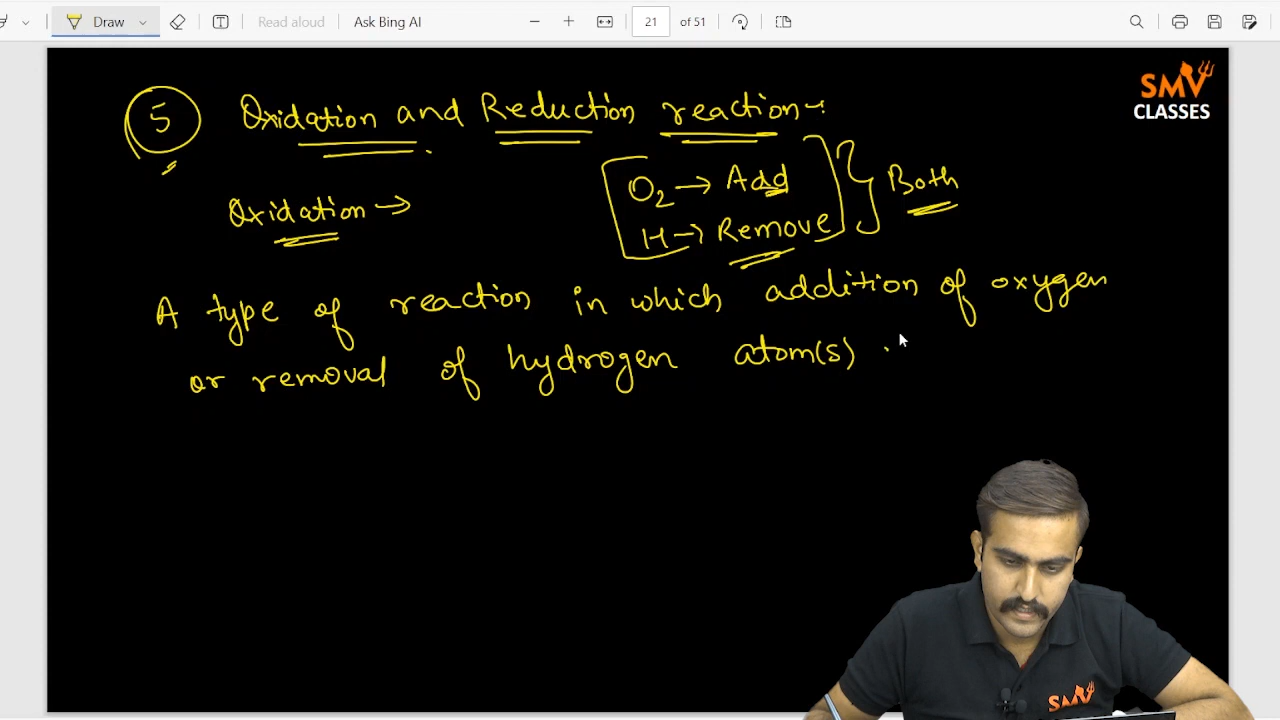 Draw
Read aloud
Ask Bing AI
21
of 51
SMV
CLASSES
5
Oxidation and Reduction reaction:
Oxidation →
O2 → Add
H → Remove
Both
A type of reaction in which addition of oxygen
or removal of hydrogen atom(s)
SMV